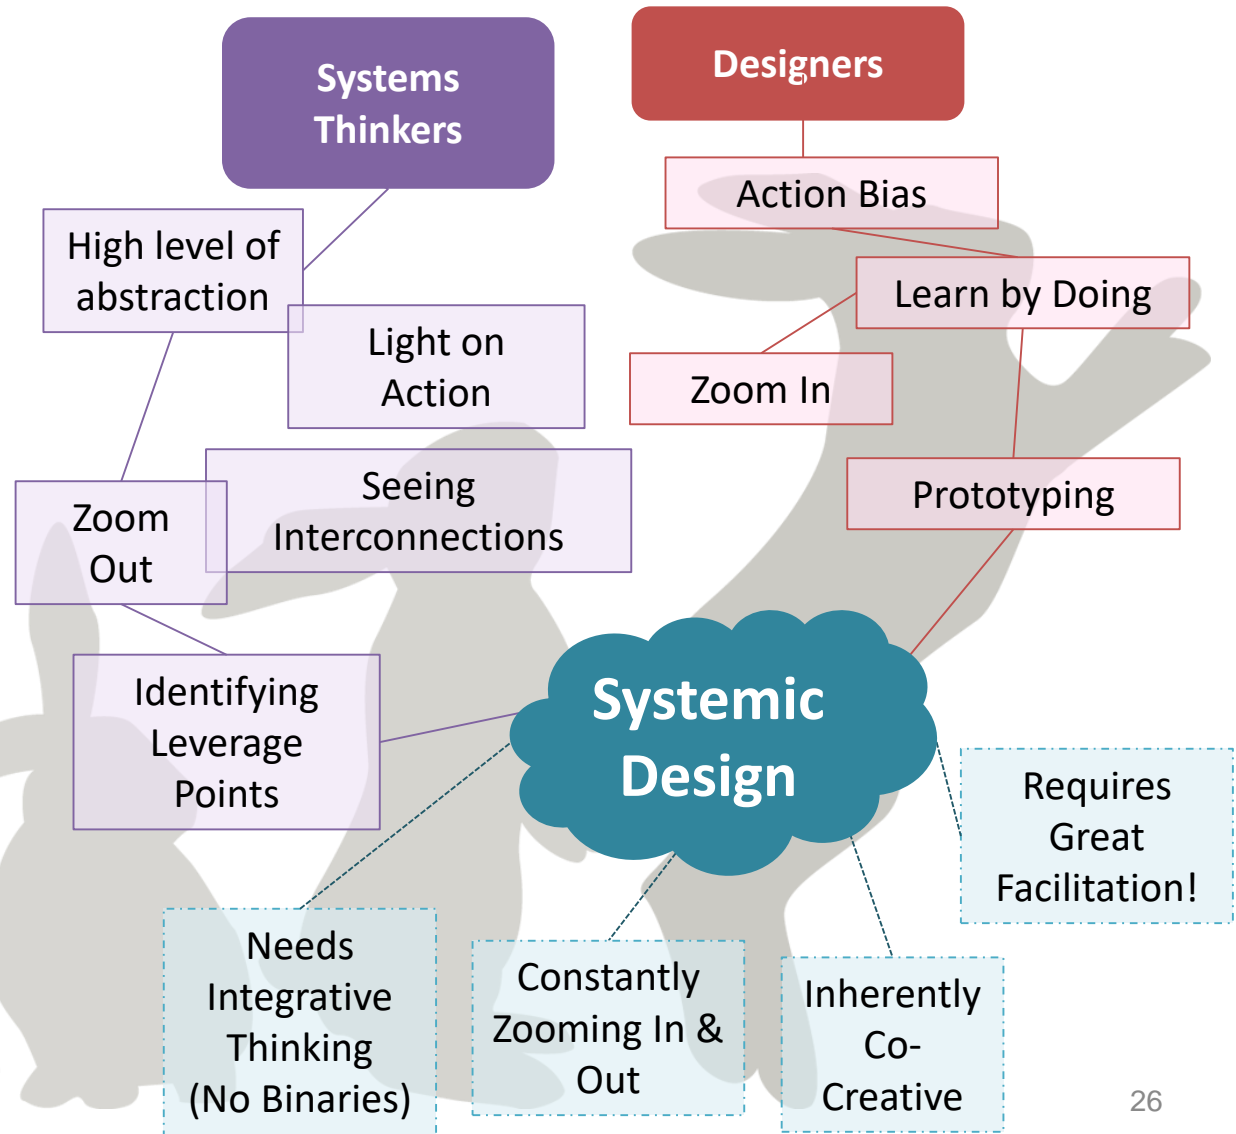 Systems
Thinkers
High level of
abstraction
Light on
Action
Seeing
Interconnections
Zoom
Out
Identifying
Leverage
Points
Designers
Action Bias
Learn by Doing
Zoom In
Prototyping
Systemic
Design
Needs
Integrative
Thinking
(No Binaries)
Constantly
Zooming In &
Out
Inherently
Co-
Creative
Requires
Great
Facilitation!
26